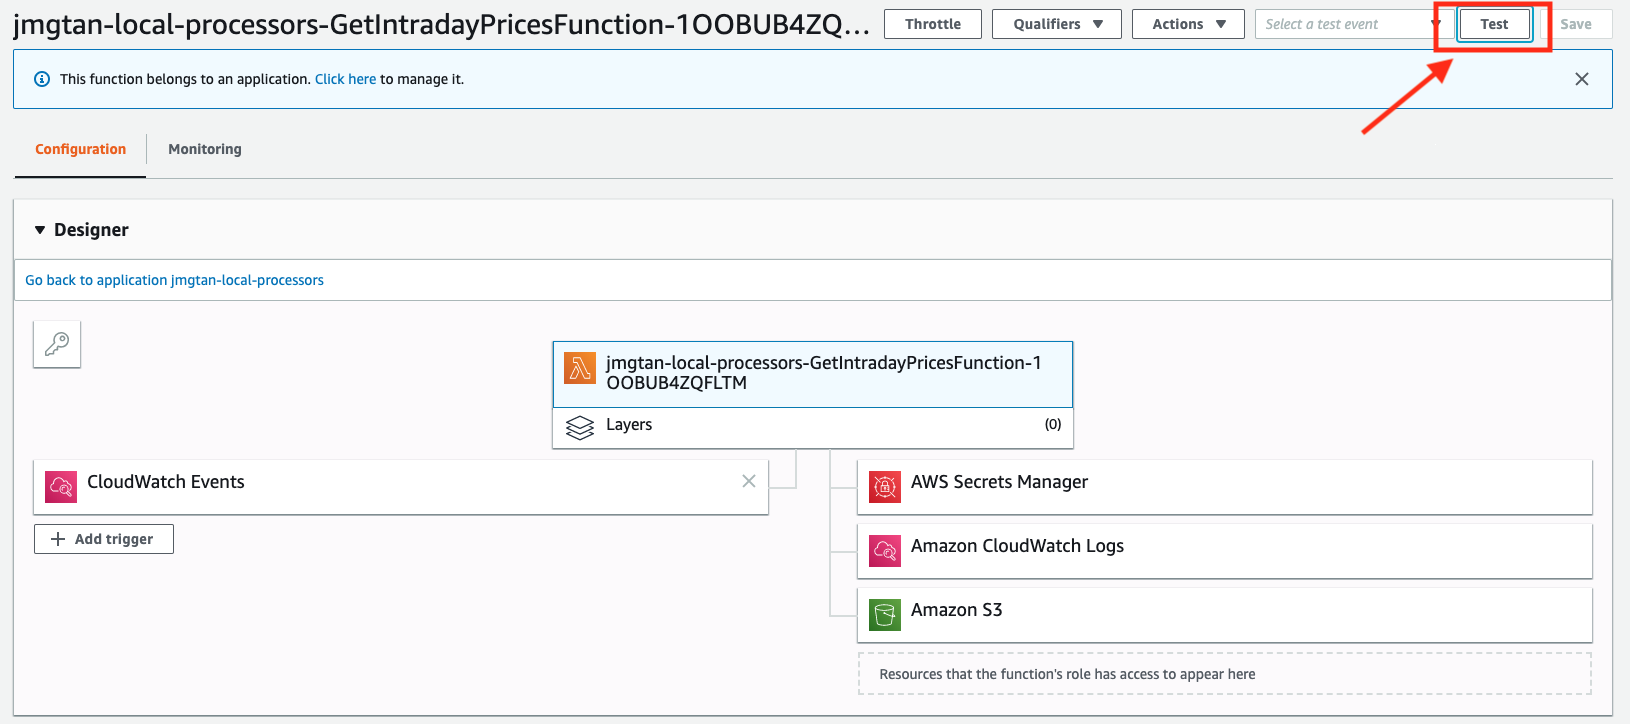 jmgtan-local-processors-GetIntradayPricesFunction-1OOBUB4ZQ...
Throttle
Qualifiers
Actions
Select a test event
Test
Save
This function belongs to an application. Click here to manage it.
Configuration
Monitoring
Designer
Go back to application jmgtan-local-processors
jmgtan-local-processors-GetIntradayPricesFunction-1
OOBUB4ZQFLTM
Layers
(0)
CloudWatch Events
Add trigger
AWS Secrets Manager
Amazon CloudWatch Logs
Amazon S3
Resources that the function's role has access to appear here